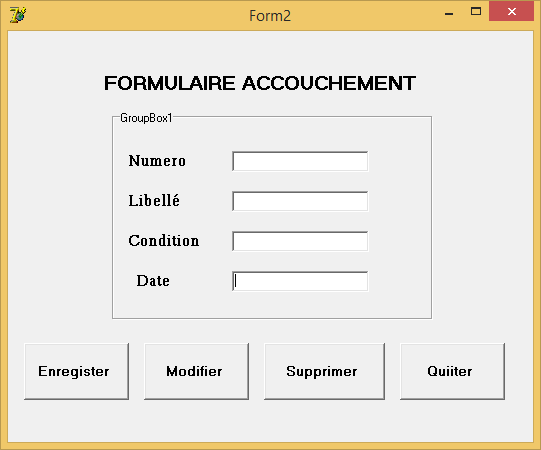 Form2
FORMULAIRE ACCOUCHEMENT
GroupBox1
Numero
Libellé
Condition
Date
Enregister Modifier Supprimer Quiiter